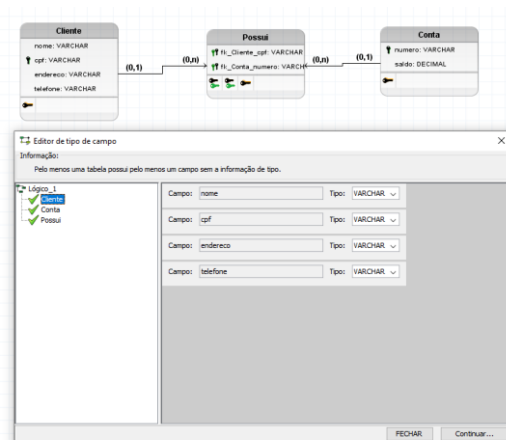 Cliente
nome: VARCHAR
cpf: VARCHAR
endereco: VARCHAR
telefone: VARCHAR
(0,1)
(0,n)
Possui
fk_Cliente_cpf: VARCHAR
fk_Conta_numero: VARCH
(0,n)
(0,1)
Conta
numero: VARCHAR
saldo: DECIMAL
Editor de tipo de campo
Informação:
Pelo menos uma tabela possui pelo menos um campo sem a informação de tipo.
Lógico_1
Cliente
Conta
Possui
Campo: nome Tipo: VARCHAR
Campo: cpf Tipo: VARCHAR
Campo: endereco Tipo: VARCHAR
Campo: telefone Tipo: VARCHAR
FECHAR Continuar...